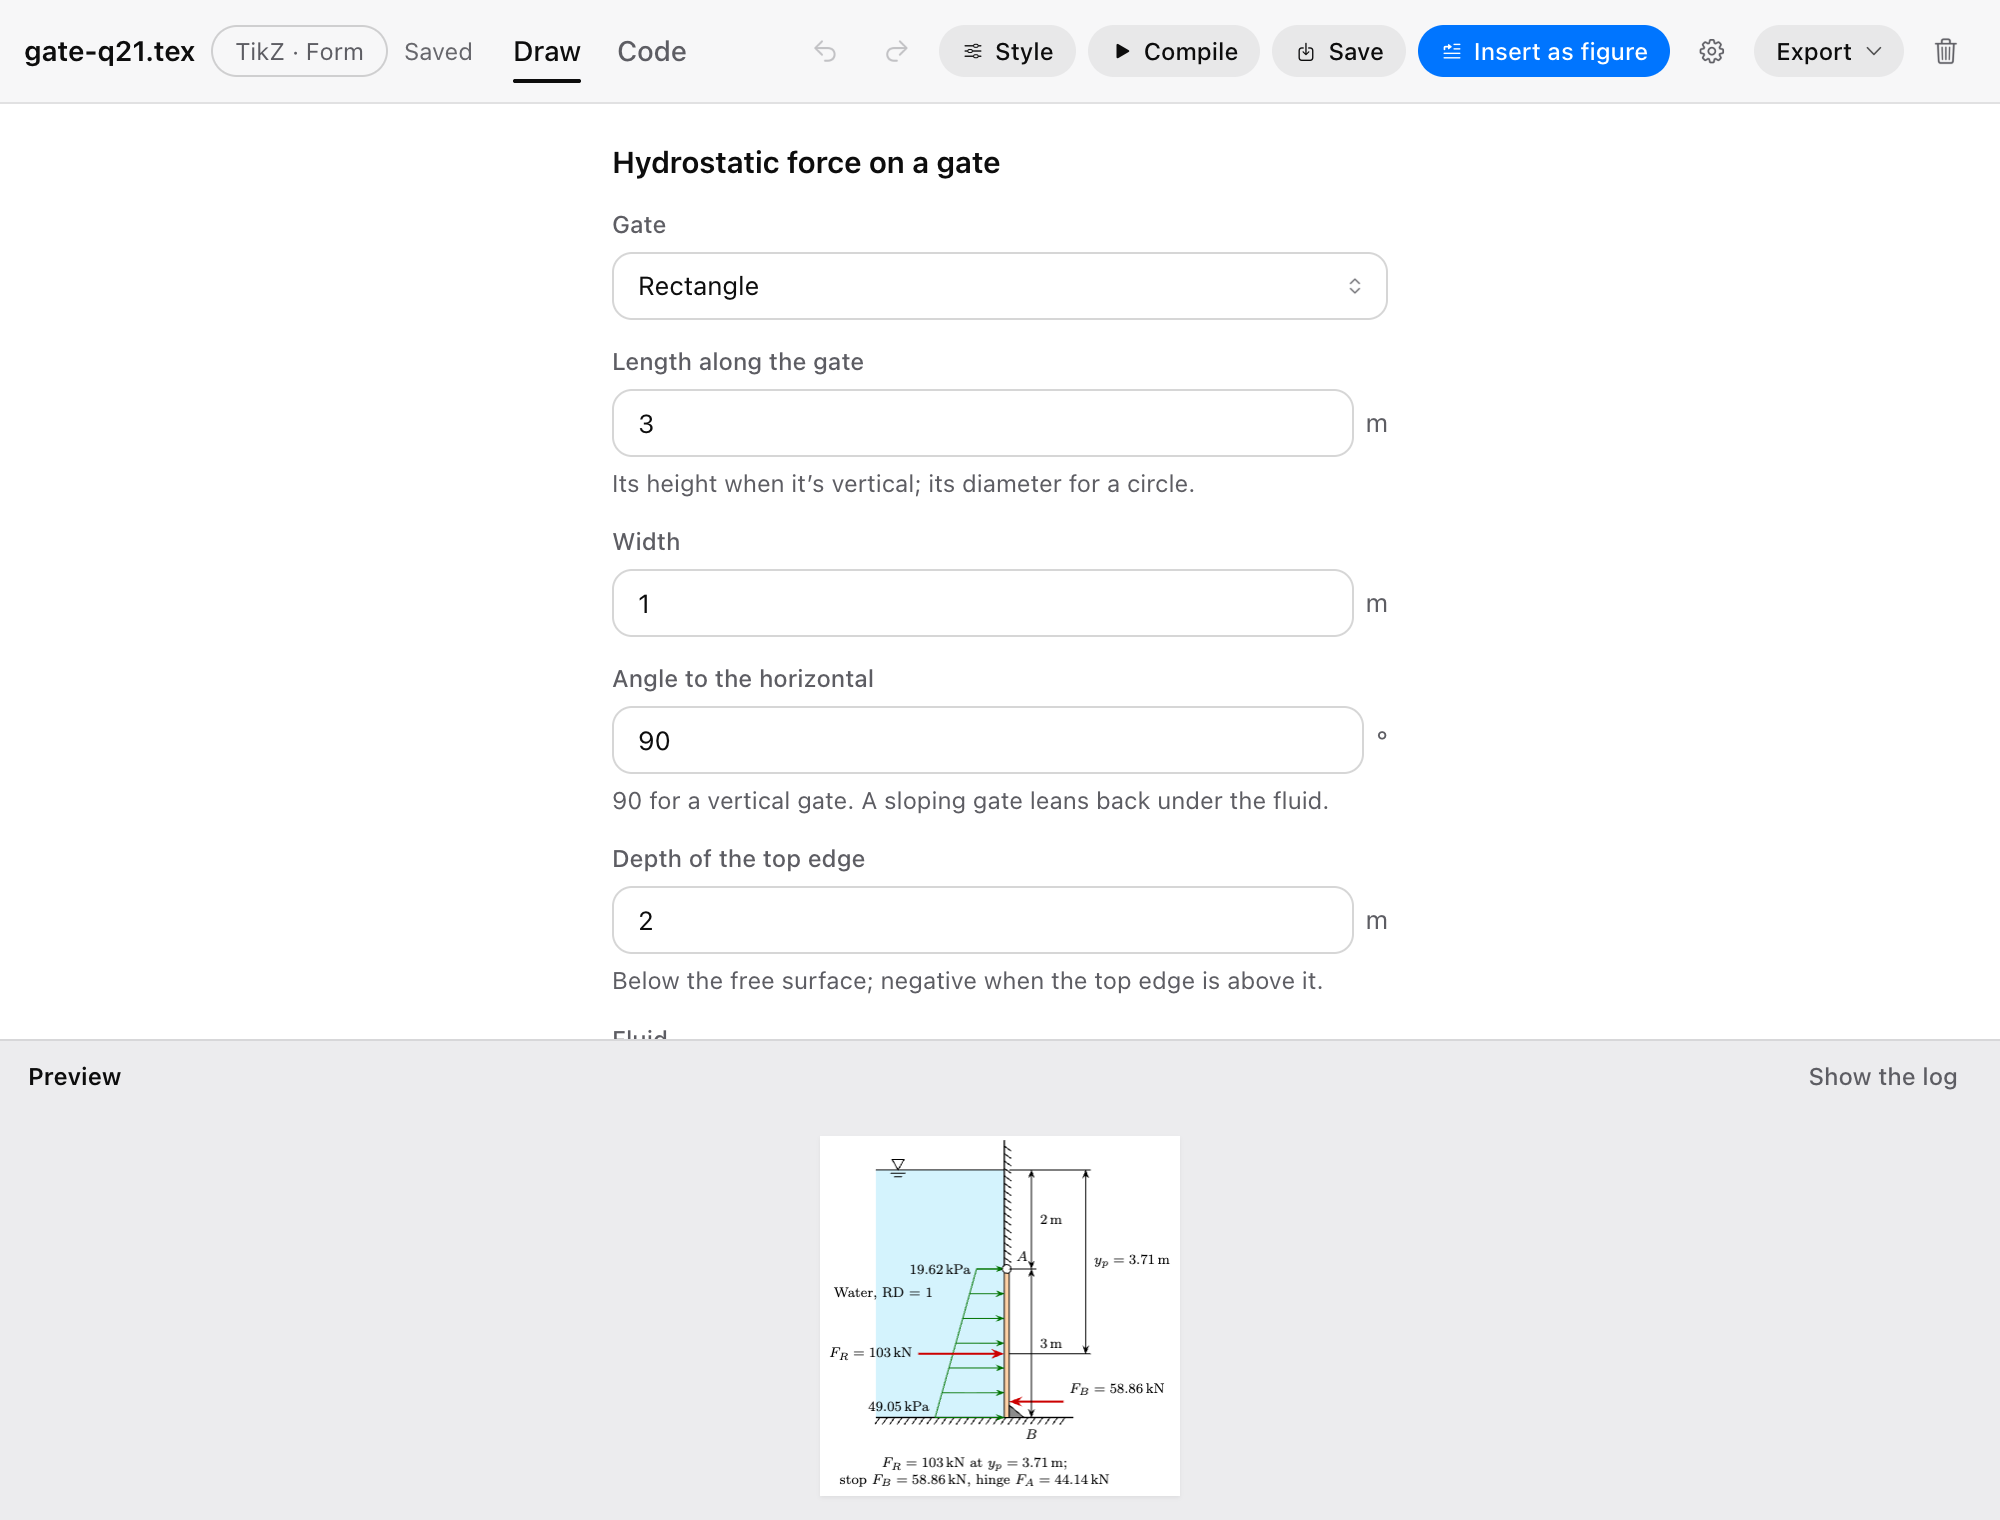 gate-q21.tex
TikZ · Form
Saved
Draw
Code
Style
Compile
Save
Insert as figure
Export
Hydrostatic force on a gate
Gate
Rectangle
Length along the gate
3 m
Its height when it’s vertical; its diameter for a circle.
Width
1 m
Angle to the horizontal
90 °
90 for a vertical gate. A sloping gate leans back under the fluid.
Depth of the top edge
2 m
Below the free surface; negative when the top edge is above it.
Fluid
Preview
Show the log
2 m
A
yₚ = 3.71 m
19.62 kPa
Water, RD = 1
3 m
F_R = 103 kN
F_B = 58.86 kN
49.05 kPa
B
F_R = 103 kN at yₚ = 3.71 m;
stop F_B = 58.86 kN, hinge F_A = 44.14 kN